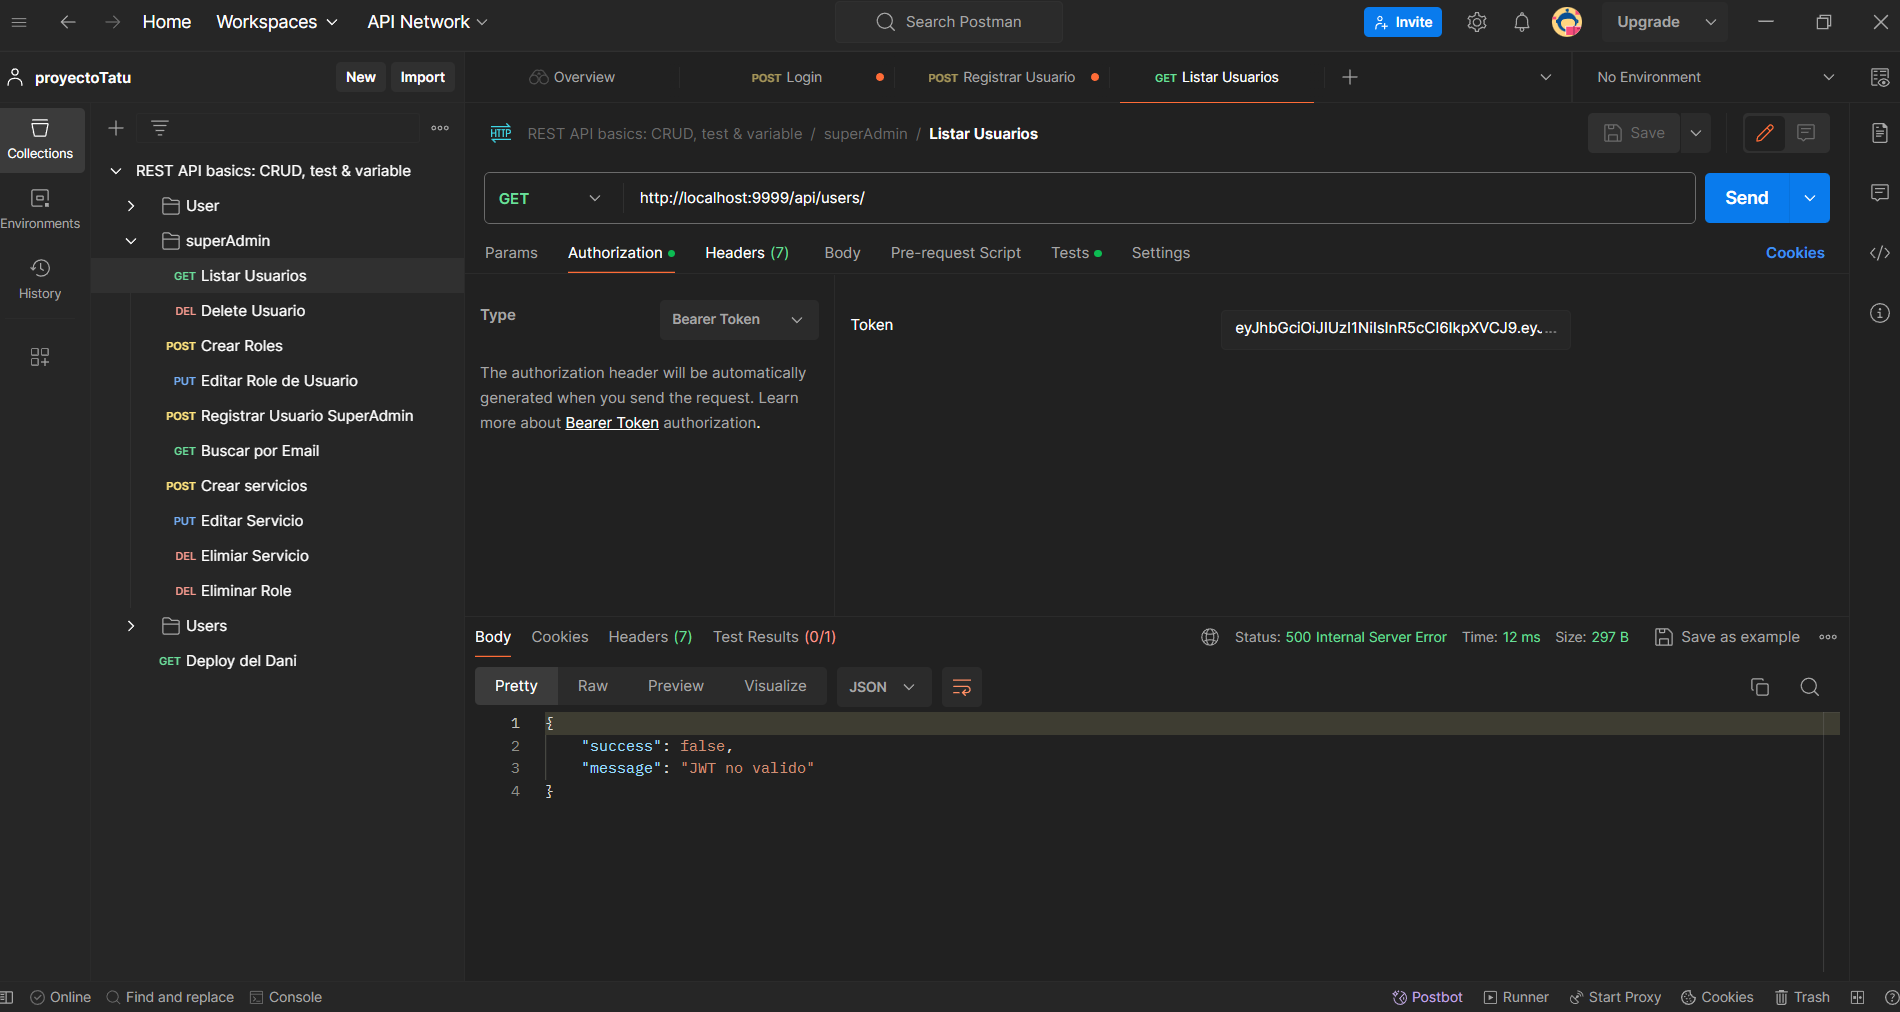 Home Workspaces API Network Search Postman Invite Upgrade
proyectoTatu New Import Overview POST Login POST Registrar Usuario GET Listar Usuarios No Environment
Collections
Environments
History
REST API basics: CRUD, test & variable
User
superAdmin
GET Listar Usuarios
DEL Delete Usuario
POST Crear Roles
PUT Editar Role de Usuario
POST Registrar Usuario SuperAdmin
GET Buscar por Email
POST Crear servicios
PUT Editar Servicio
DEL Elimiar Servicio
DEL Eliminar Role
Users
GET Deploy del Dani
HTTP REST API basics: CRUD, test & variable / superAdmin / Listar Usuarios Save
GET http://localhost:9999/api/users/ Send
Params Authorization Headers (7) Body Pre-request Script Tests Settings Cookies
Type Bearer Token
The authorization header will be automatically
generated when you send the request. Learn
more about Bearer Token authorization.
Token eyJhbGciOiJIUzI1NiIsInR5cCI6IkpXVCJ9.eyJ...
Body Cookies Headers (7) Test Results (0/1) Status: 500 Internal Server Error Time: 12 ms Size: 297 B Save as example
Pretty Raw Preview Visualize JSON
1 {
2 "success": false,
3 "message": "JWT no valido"
4 }
Online Find and replace Console Postbot Runner Start Proxy Cookies Trash